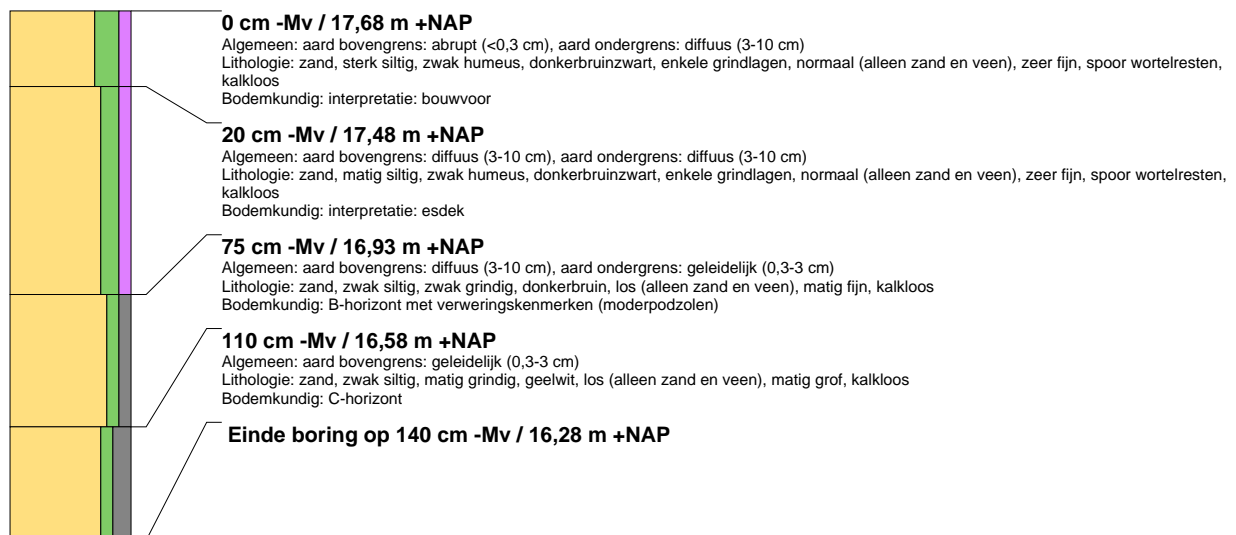 0 cm -Mv / 17,68 m +NAP
Algemeen: aard bovengrens: abrupt (<0,3 cm), aard ondergrens: diffuus (3-10 cm)
Lithologie: zand, sterk siltig, zwak humeus, donkerbruinzwart, enkele grindlagen, normaal (alleen zand en veen), zeer fijn, spoor wortelresten,
kalkloos
Bodemkundig: interpretatie: bouwvoor
20 cm -Mv / 17,48 m +NAP
Algemeen: aard bovengrens: diffuus (3-10 cm), aard ondergrens: diffuus (3-10 cm)
Lithologie: zand, matig siltig, zwak humeus, donkerbruinzwart, enkele grindlagen, normaal (alleen zand en veen), zeer fijn, spoor wortelresten,
kalkloos
Bodemkundig: interpretatie: esdek
75 cm -Mv / 16,93 m +NAP
Algemeen: aard bovengrens: diffuus (3-10 cm), aard ondergrens: geleidelijk (0,3-3 cm)
Lithologie: zand, zwak siltig, zwak grindig, donkerbruin, los (alleen zand en veen), matig fijn, kalkloos
Bodemkundig: B-horizont met verweringskenmerken (moderpodzolen)
110 cm -Mv / 16,58 m +NAP
Algemeen: aard bovengrens: geleidelijk (0,3-3 cm)
Lithologie: zand, zwak siltig, matig grindig, geelwit, los (alleen zand en veen), matig grof, kalkloos
Bodemkundig: C-horizont
Einde boring op 140 cm -Mv / 16,28 m +NAP